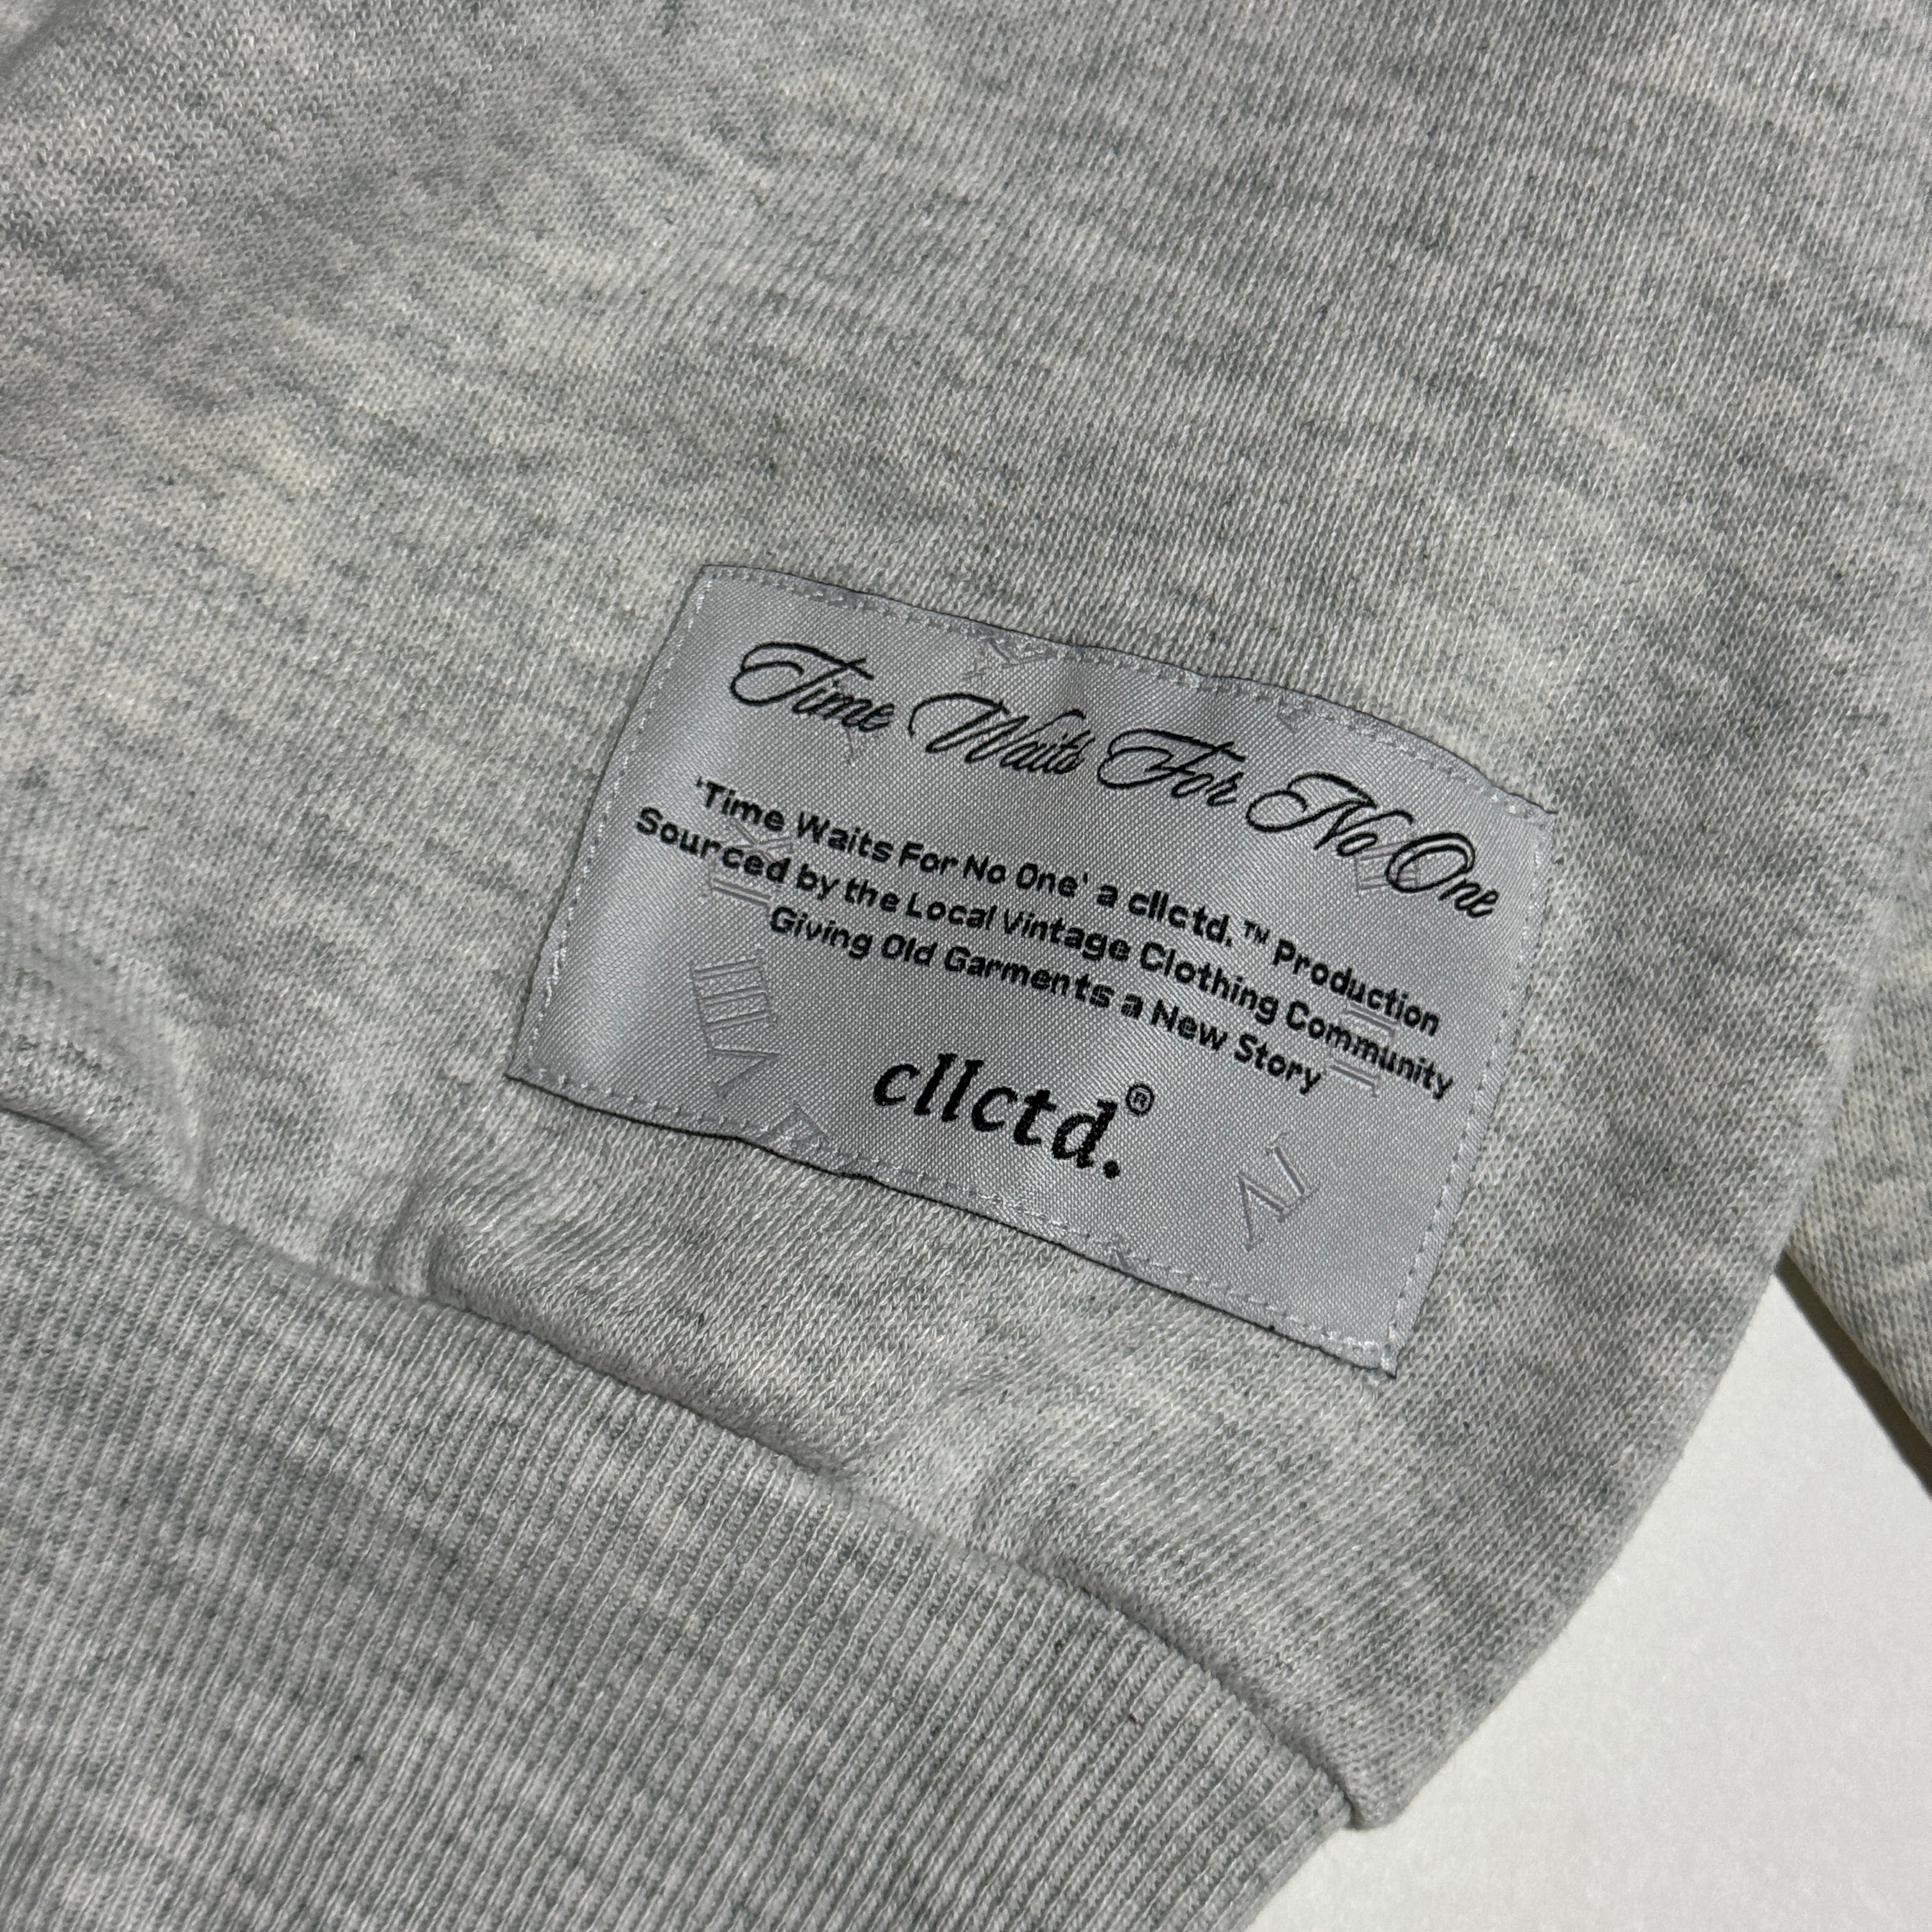 Time Waits For No One
'Time Waits For No One' a cllctd.™ Production
Sourced by the Local Vintage Clothing Community
Giving Old Garments a New Story
cllctd.®